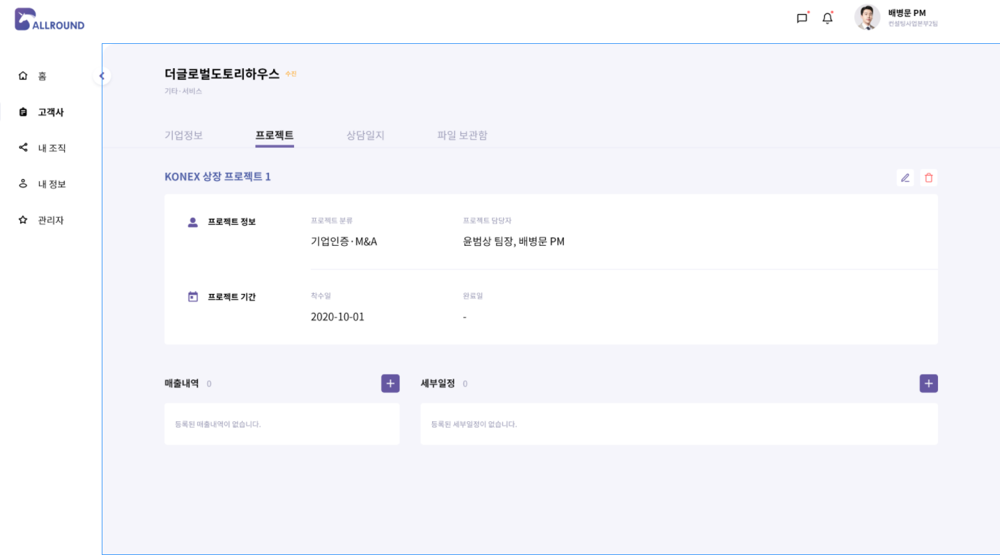 ALLROUND
배병문 PM
컨설팅사업본부2팀
홈
고객사
내 조직
내 정보
관리자
더글로벌도토리하우스 수진
기타·서비스
기업정보 프로젝트 상담일지 파일 보관함
KONEX 상장 프로젝트 1
프로젝트 정보
프로젝트 분류 프로젝트 담당자
기업인증·M&A 윤범상 팀장, 배병문 PM
프로젝트 기간
착수일 완료일
2020-10-01 -
매출내역 0
세부일정 0
등록된 매출내역이 없습니다.
등록된 세부일정이 없습니다.